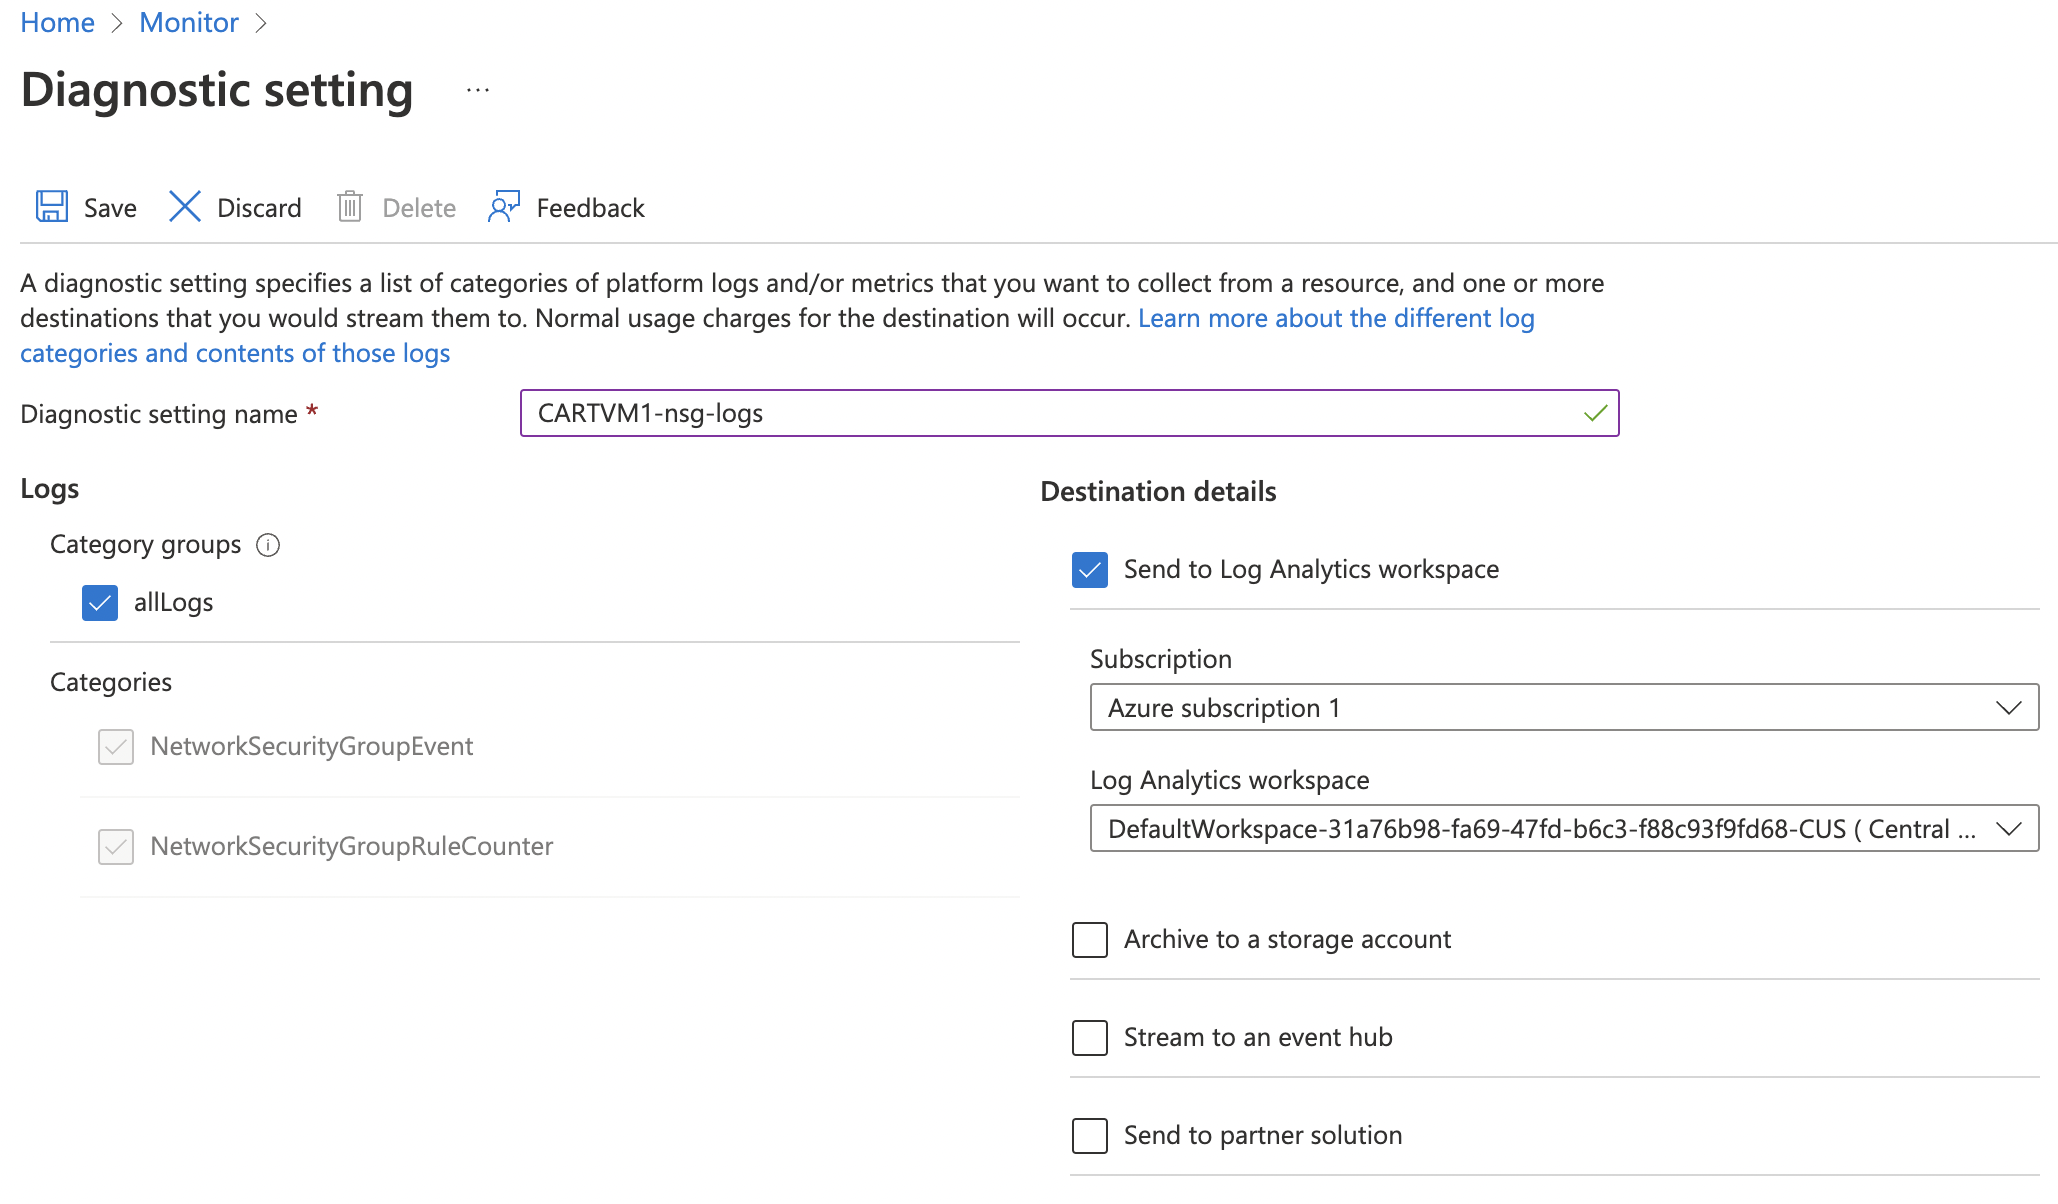 Home > Monitor >
Diagnostic setting ...
Save Discard Delete Feedback
A diagnostic setting specifies a list of categories of platform logs and/or metrics that you want to collect from a resource, and one or more
destinations that you would stream them to. Normal usage charges for the destination will occur. Learn more about the different log
categories and contents of those logs
Diagnostic setting name *
CARTVM1-nsg-logs
Logs
Category groups
allLogs
Categories
NetworkSecurityGroupEvent
NetworkSecurityGroupRuleCounter
Destination details
Send to Log Analytics workspace
Subscription
Azure subscription 1
Log Analytics workspace
DefaultWorkspace-31a76b98-fa69-47fd-b6c3-f88c93f9fd68-CUS ( Central ...
Archive to a storage account
Stream to an event hub
Send to partner solution